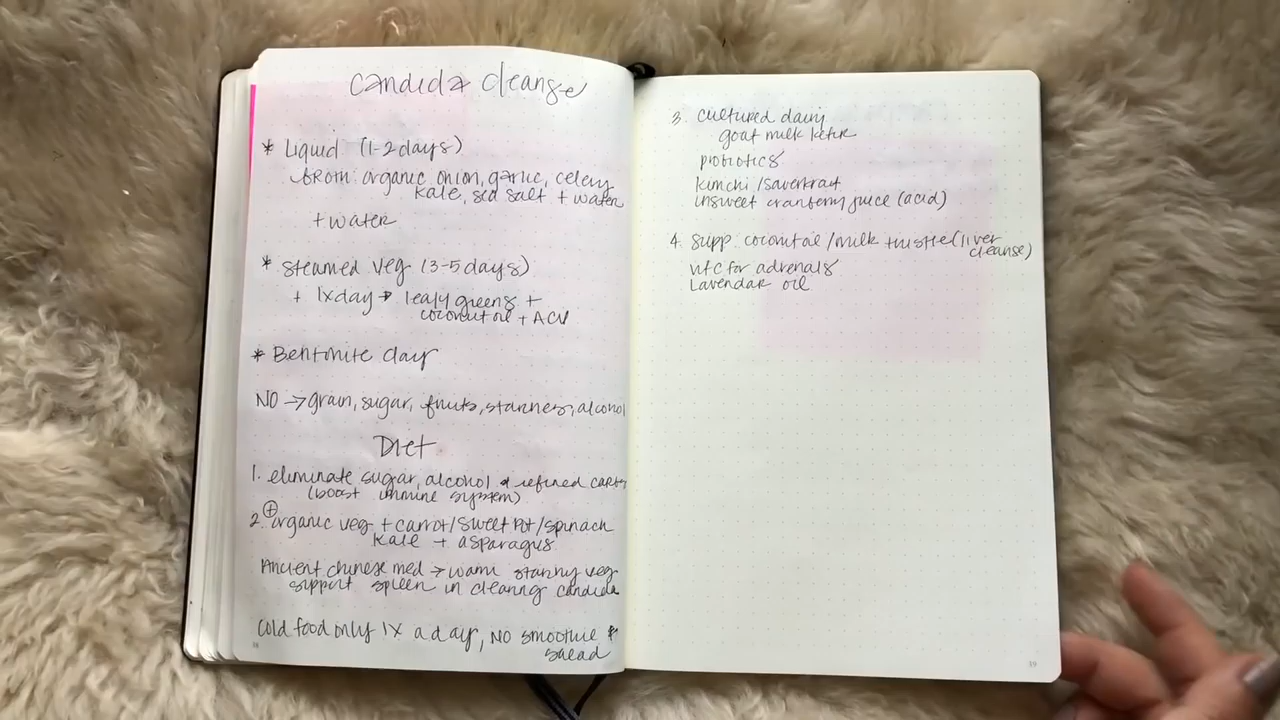 candida cleanse
* Liquid (1-2 days)
broth: organic onion, garlic, celery
kale, sea salt + water
+ water
* steamed veg (3-5 days)
+ 1x day → leafy greens +
coconut oil + ACV
* Bentonite clay
NO → grain, sugar, fruits, starches, alcohol
Diet
1. eliminate sugar, alcohol & refined carbs
(boost immune system)
2. + organic veg + carrot/sweet pot/spinach
kale + asparagus
Ancient chinese med → warm starchy veg
support spleen in clearing candida
cold food only 1x a day, NO smoothie +
salad
38
3. cultured dairy
goat milk kefir
probiotics
kimchi/saverkraut
unsweet cranberry juice (acid)
4. supp: coconut oil/milk thistle (liver
cleanse)
vit C for adrenals
lavendar oil
39